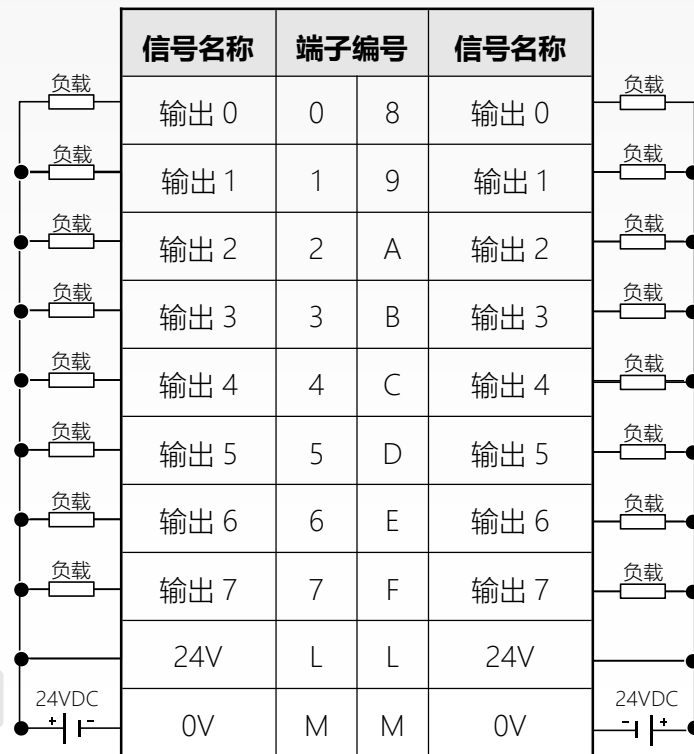 信号名称 端子编号 信号名称
负载 输出 0 0 8 输出 0 负载
负载 输出 1 1 9 输出 1 负载
负载 输出 2 2 A 输出 2 负载
负载 输出 3 3 B 输出 3 负载
负载 输出 4 4 C 输出 4 负载
负载 输出 5 5 D 输出 5 负载
负载 输出 6 6 E 输出 6 负载
负载 输出 7 7 F 输出 7 负载
24V L L 24V
24VDC 24VDC
+ - 0V M M 0V - +